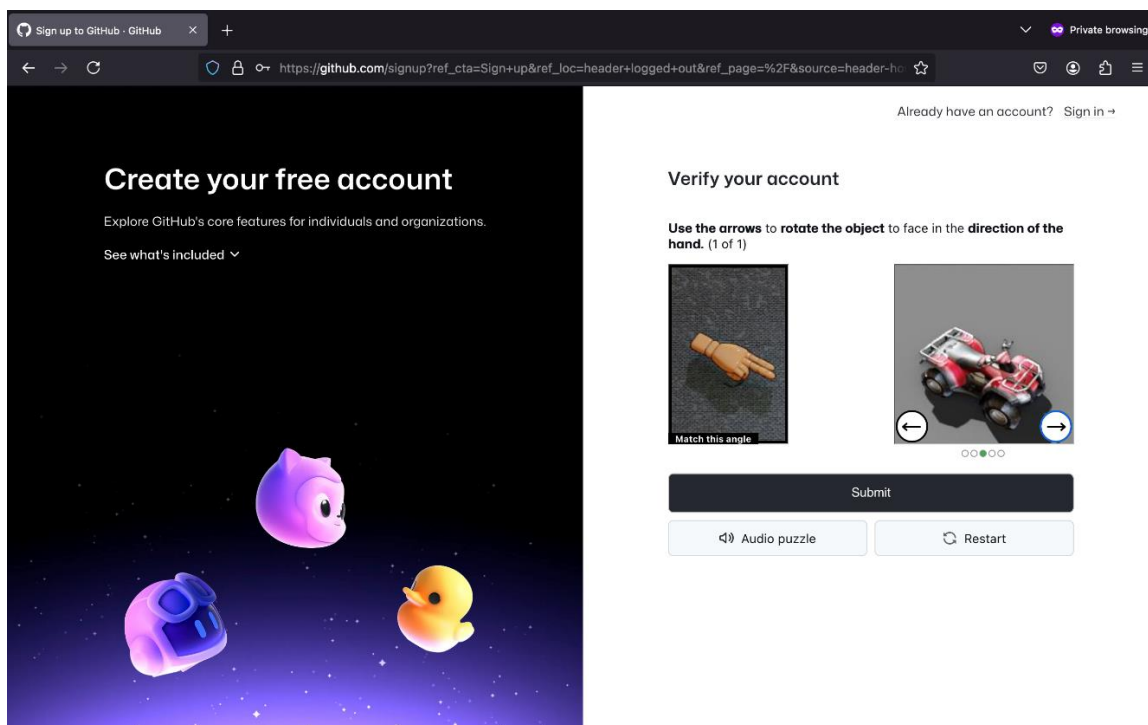 Sign up to GitHub · GitHub
Private browsing
https://github.com/signup?ref_cta=Sign+up&ref_loc=header+logged+out&ref_page=%2F&source=header-ho
Already have an account? Sign in →
Create your free account
Explore GitHub's core features for individuals and organizations.
See what's included
Verify your account
Use the arrows to rotate the object to face in the direction of the
hand. (1 of 1)
Match this angle
Submit
Audio puzzle
Restart